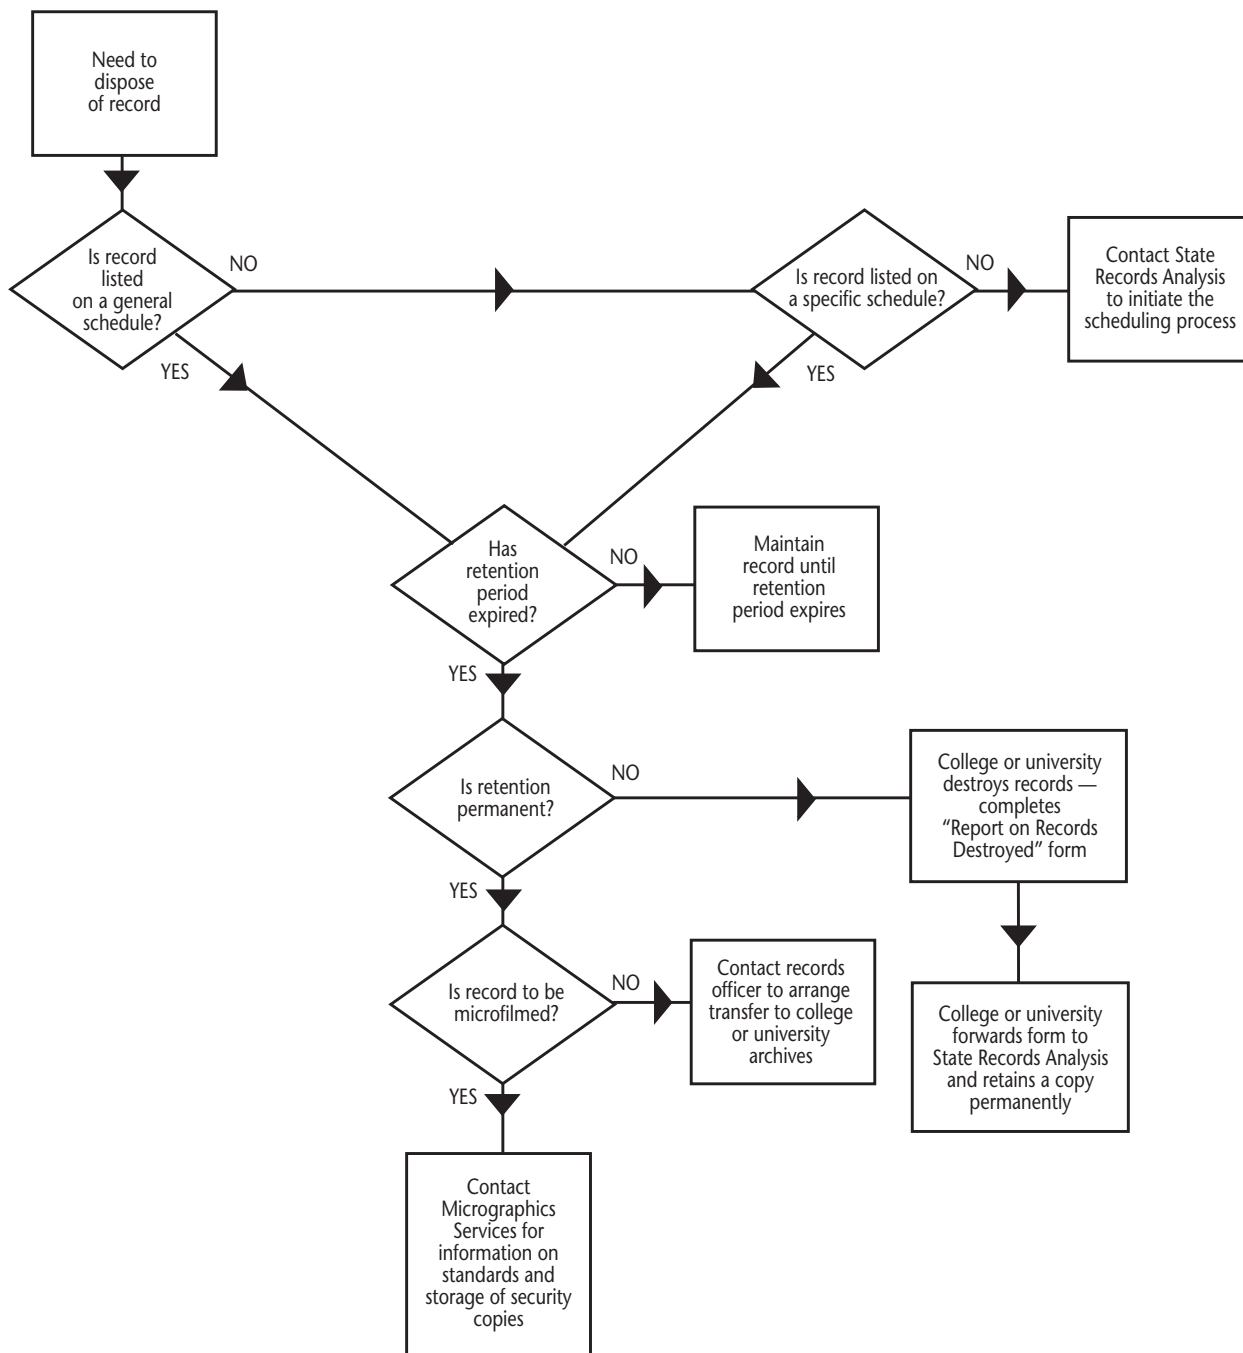 Need to
dispose
of record
Is record
listed
on a general
schedule?
NO
YES
Is record listed on
a specific schedule?
NO
YES
Contact State
Records Analysis
to initiate the
scheduling process
Has
retention
period
expired?
NO
YES
Maintain
record until
retention
period expires
Is retention
permanent?
NO
YES
College or university
destroys records —
completes
“Report on Records
Destroyed” form
Is record to be
microfilmed?
NO
YES
Contact records
officer to arrange
transfer to college
or university
archives
College or university
forwards form to
State Records Analysis
and retains a copy
permanently
Contact
Micrographics
Services for
information on
standards and
storage of security
copies